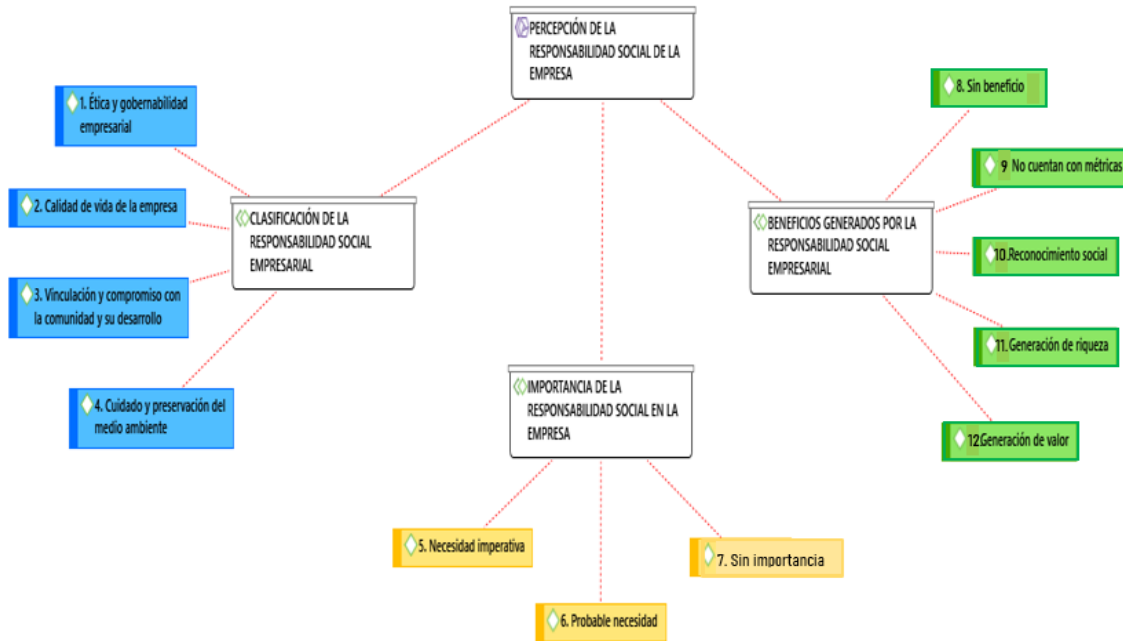 PERCEPCIÓN DE LA
RESPONSABILIDAD SOCIAL DE LA
EMPRESA
1. Ética y gobernabilidad
empresarial
2. Calidad de vida de la empresa
3. Vinculación y compromiso con
la comunidad y su desarrollo
4. Cuidado y preservación del
medio ambiente
CLASIFICACIÓN DE LA
RESPONSABILIDAD SOCIAL
EMPRESARIAL
IMPORTANCIA DE LA
RESPONSABILIDAD SOCIAL EN LA
EMPRESA
5. Necesidad imperativa
6. Probable necesidad
7. Sin importancia
BENEFICIOS GENERADOS POR LA
RESPONSABILIDAD SOCIAL
EMPRESARIAL
8. Sin beneficio
9 No cuentan con métricas
10.Reconocimiento social
11. Generación de riqueza
12.Generación de valor